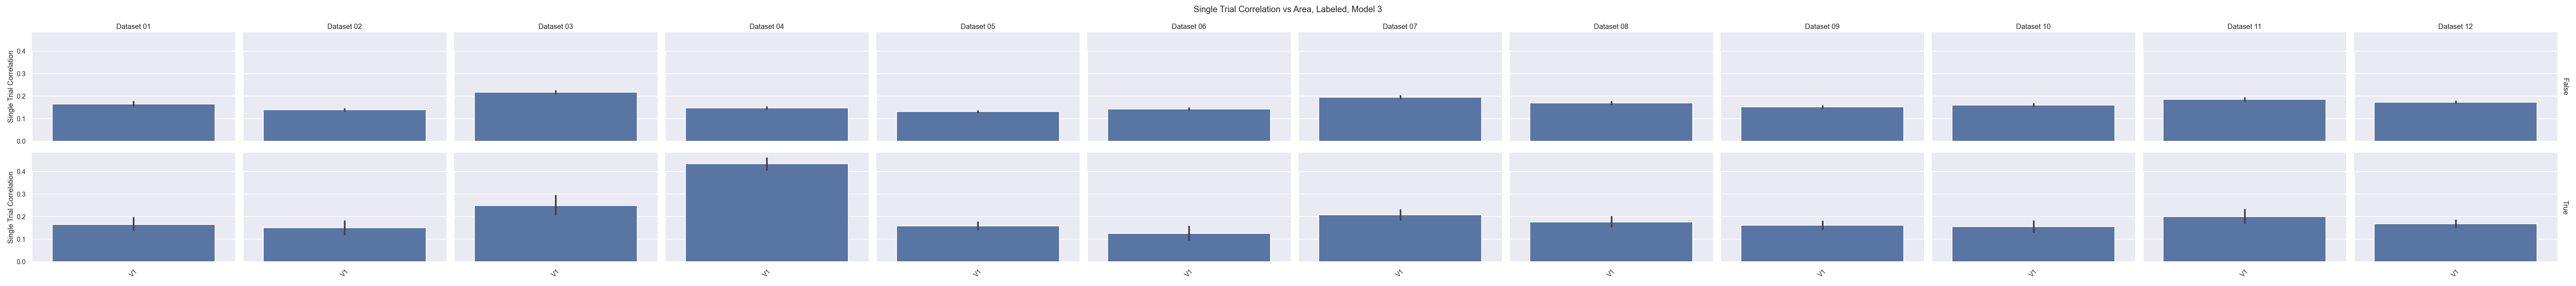 Single Trial Correlation vs Area, Labeled, Model 3
Dataset 01 Dataset 02 Dataset 03 Dataset 04 Dataset 05 Dataset 06 Dataset 07 Dataset 08 Dataset 09 Dataset 10 Dataset 11 Dataset 12
Single Trial Correlation
0.4
0.3
0.2
0.1
0.0
False
Single Trial Correlation
0.4
0.3
0.2
0.1
0.0
True
V1 V1 V1 V1 V1 V1 V1 V1 V1 V1 V1 V1